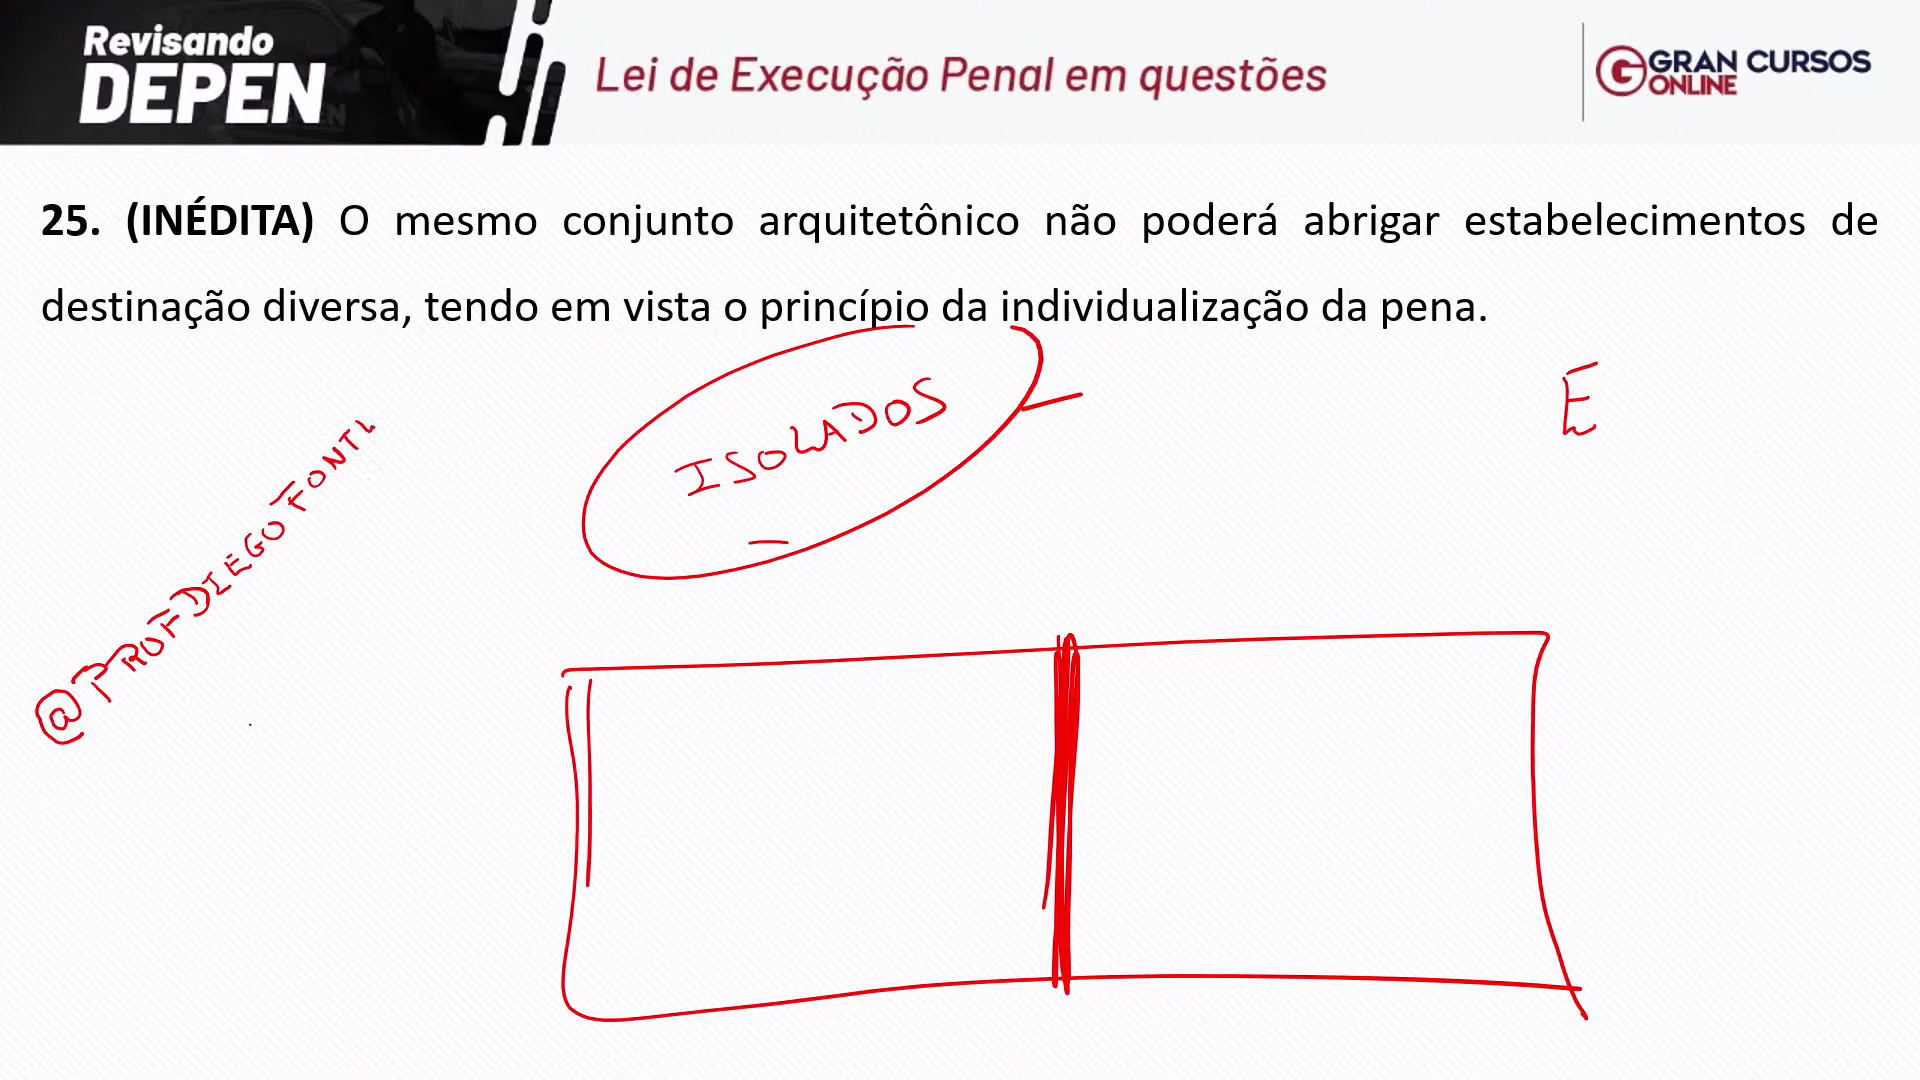 Revisando
DEPEN
Lei de Execução Penal em questões
GRAN CURSOS
ONLINE
25. (INÉDITA) O mesmo conjunto arquitetônico não poderá abrigar estabelecimentos de
destinação diversa, tendo em vista o princípio da individualização da pena.
ISOLADOS
E
@PROFDIEGOFONTL